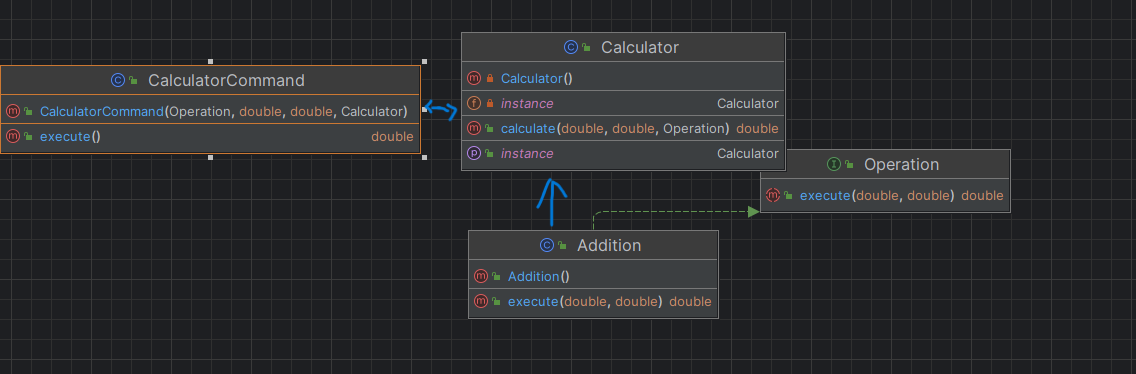 CalculatorCommand
CalculatorCommand(Operation, double, double, Calculator)
execute() double
Calculator
Calculator()
instance Calculator
calculate(double, double, Operation) double
instance Calculator
Operation
execute(double, double) double
Addition
Addition()
execute(double, double) double